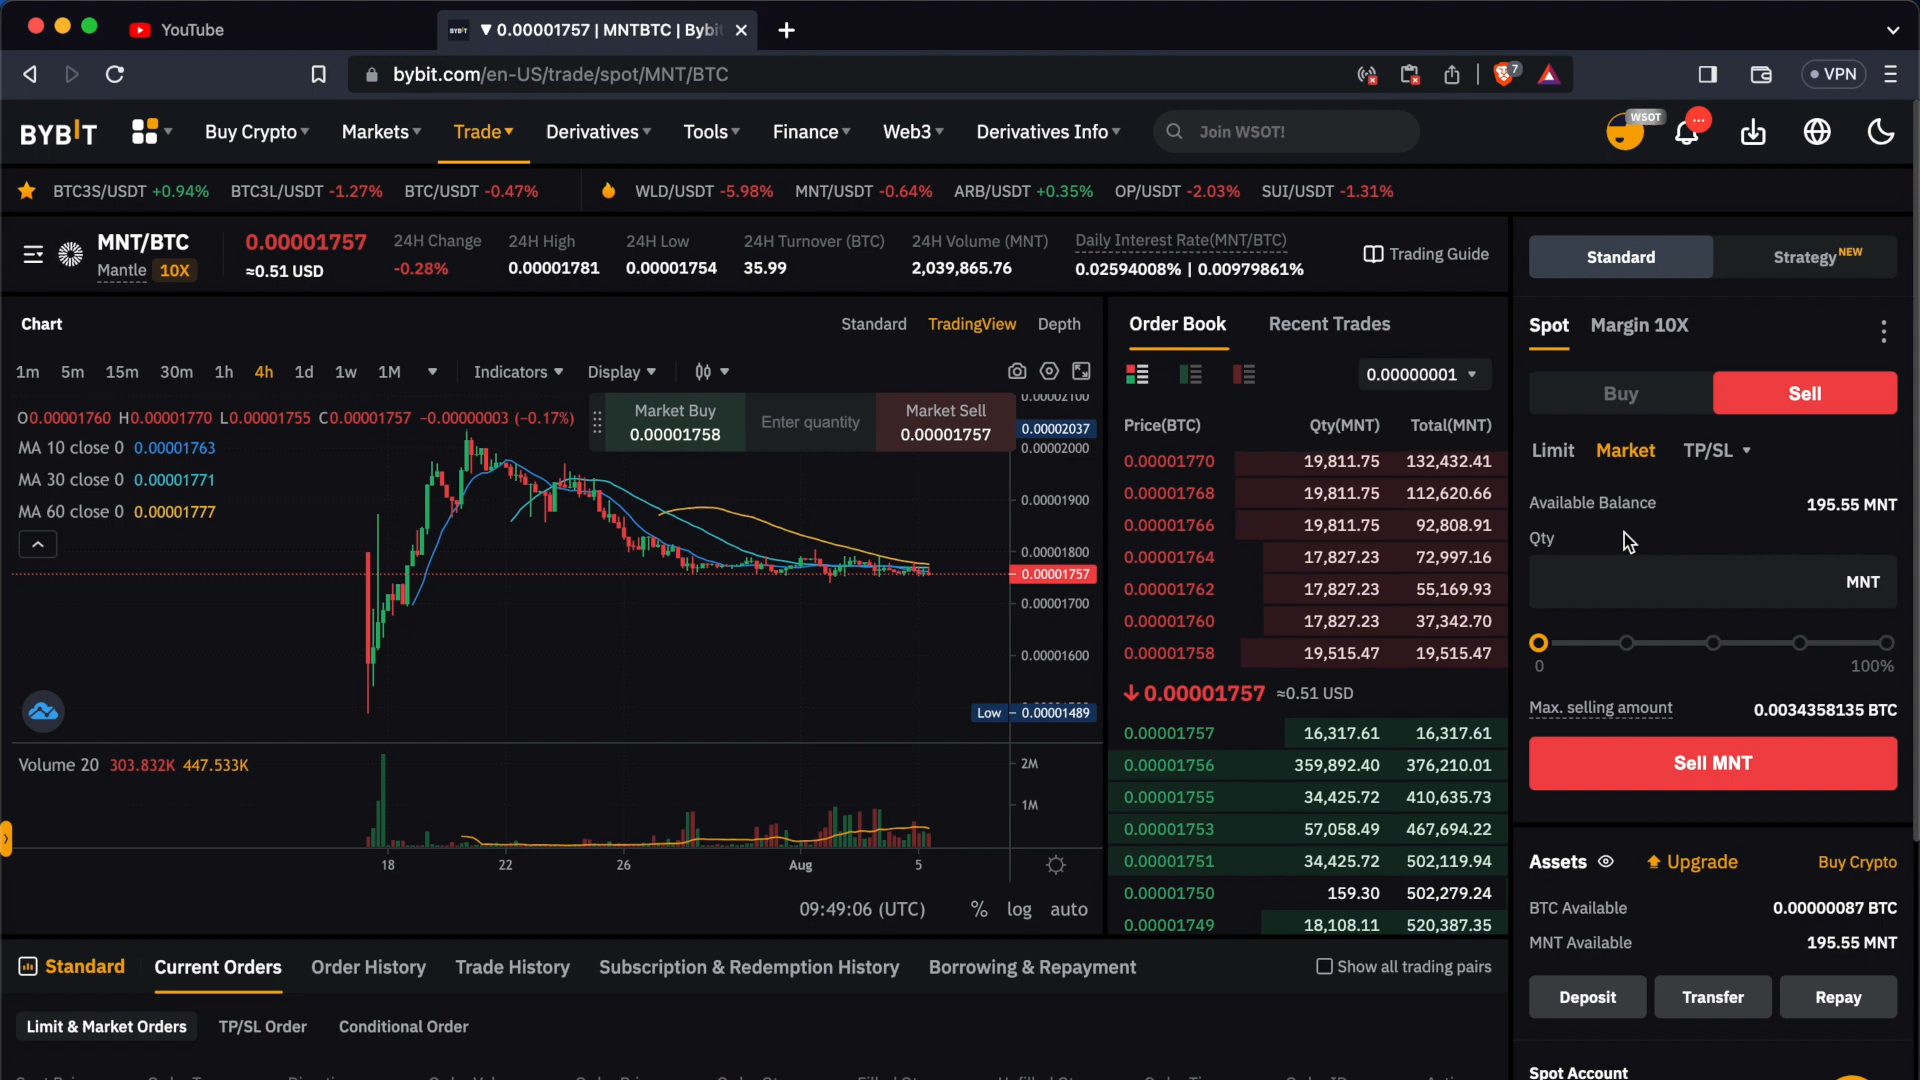 YouTube
▼ 0.00001757 | MNTBTC | Bybi
bybit.com/en-US/trade/spot/MNT/BTC
7
VPN
BYBIT
Buy Crypto
Markets
Trade
Derivatives
Tools
Finance
Web3
Derivatives Info
Join WSOT!
WSOT
BTC3S/USDT +0.94%
BTC3L/USDT -1.27%
BTC/USDT -0.47%
WLD/USDT -5.98%
MNT/USDT -0.64%
ARB/USDT +0.35%
OP/USDT -2.03%
SUI/USDT -1.31%
MNT/BTC
Mantle 10X
0.00001757
≈0.51 USD
24H Change
-0.28%
24H High
0.00001781
24H Low
0.00001754
24H Turnover (BTC)
35.99
24H Volume (MNT)
2,039,865.76
Daily Interest Rate(MNT/BTC)
0.02594008% | 0.00979861%
Trading Guide
Chart
Standard TradingView Depth
1m 5m 15m 30m 1h 4h 1d 1w 1M
Indicators Display
O0.00001760 H0.00001770 L0.00001755 C0.00001757 −0.00000003 (−0.17%)
MA 10 close 0 0.00001763
MA 30 close 0 0.00001771
MA 60 close 0 0.00001777
Market Buy
0.00001758
Enter quantity
Market Sell
0.00001757
0.00002100
0.00002037
0.00002000
0.00001900
0.00001800
0.00001757
0.00001700
0.00001600
Low 0.00001489
Volume 20 303.832K 447.533K
2M
1M
18 22 26 Aug 5
09:49:06 (UTC) % log auto
Order Book Recent Trades
0.00000001
Price(BTC) Qty(MNT) Total(MNT)
0.00001770 19,811.75 132,432.41
0.00001768 19,811.75 112,620.66
0.00001766 19,811.75 92,808.91
0.00001764 17,827.23 72,997.16
0.00001762 17,827.23 55,169.93
0.00001760 17,827.23 37,342.70
0.00001758 19,515.47 19,515.47
0.00001757 ≈0.51 USD
0.00001757 16,317.61 16,317.61
0.00001756 359,892.40 376,210.01
0.00001755 34,425.72 410,635.73
0.00001753 57,058.49 467,694.22
0.00001751 34,425.72 502,119.94
0.00001750 159.30 502,279.24
0.00001749 18,108.11 520,387.35
Standard Strategy NEW
Spot Margin 10X
Buy Sell
Limit Market TP/SL
Available Balance 195.55 MNT
Qty
MNT
0 100%
Max. selling amount 0.0034358135 BTC
Sell MNT
Assets Upgrade Buy Crypto
BTC Available 0.00000087 BTC
MNT Available 195.55 MNT
Deposit Transfer Repay
Spot Account
Standard Current Orders Order History Trade History Subscription & Redemption History Borrowing & Repayment
Show all trading pairs
Limit & Market Orders TP/SL Order Conditional Order